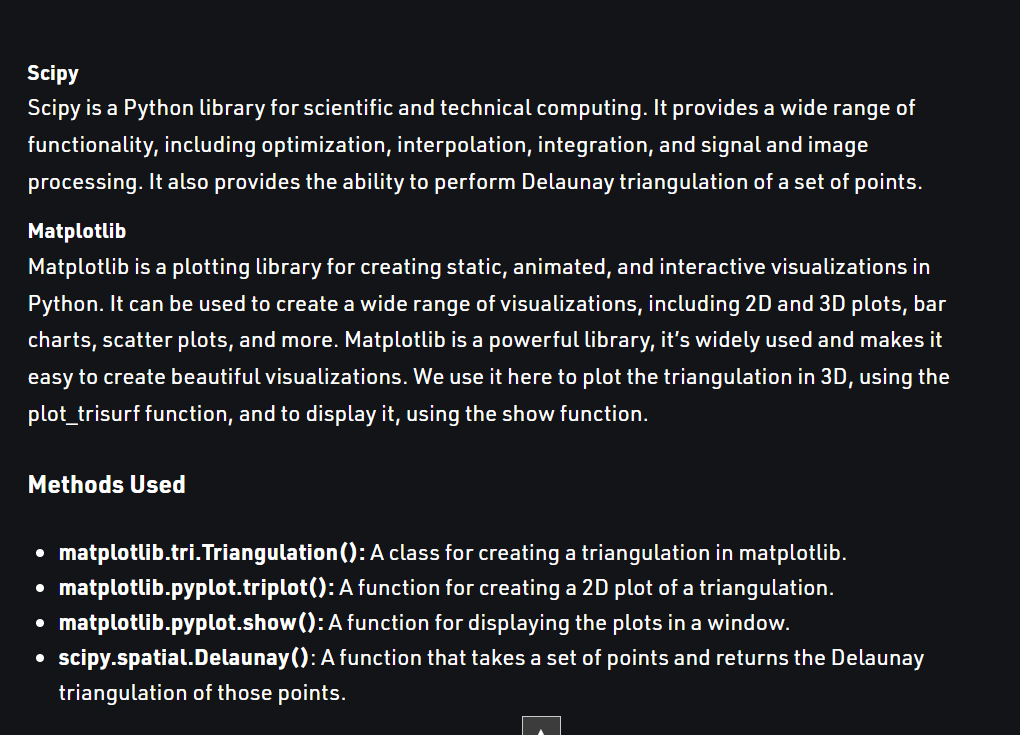 Scipy
Scipy is a Python library for scientific and technical computing. It provides a wide range of
functionality, including optimization, interpolation, integration, and signal and image
processing. It also provides the ability to perform Delaunay triangulation of a set of points.
Matplotlib
Matplotlib is a plotting library for creating static, animated, and interactive visualizations in
Python. It can be used to create a wide range of visualizations, including 2D and 3D plots, bar
charts, scatter plots, and more. Matplotlib is a powerful library, it’s widely used and makes it
easy to create beautiful visualizations. We use it here to plot the triangulation in 3D, using the
plot_trisurf function, and to display it, using the show function.
Methods Used
• matplotlib.tri.Triangulation(): A class for creating a triangulation in matplotlib.
• matplotlib.pyplot.triplot(): A function for creating a 2D plot of a triangulation.
• matplotlib.pyplot.show(): A function for displaying the plots in a window.
• scipy.spatial.Delaunay(): A function that takes a set of points and returns the Delaunay
triangulation of those points.